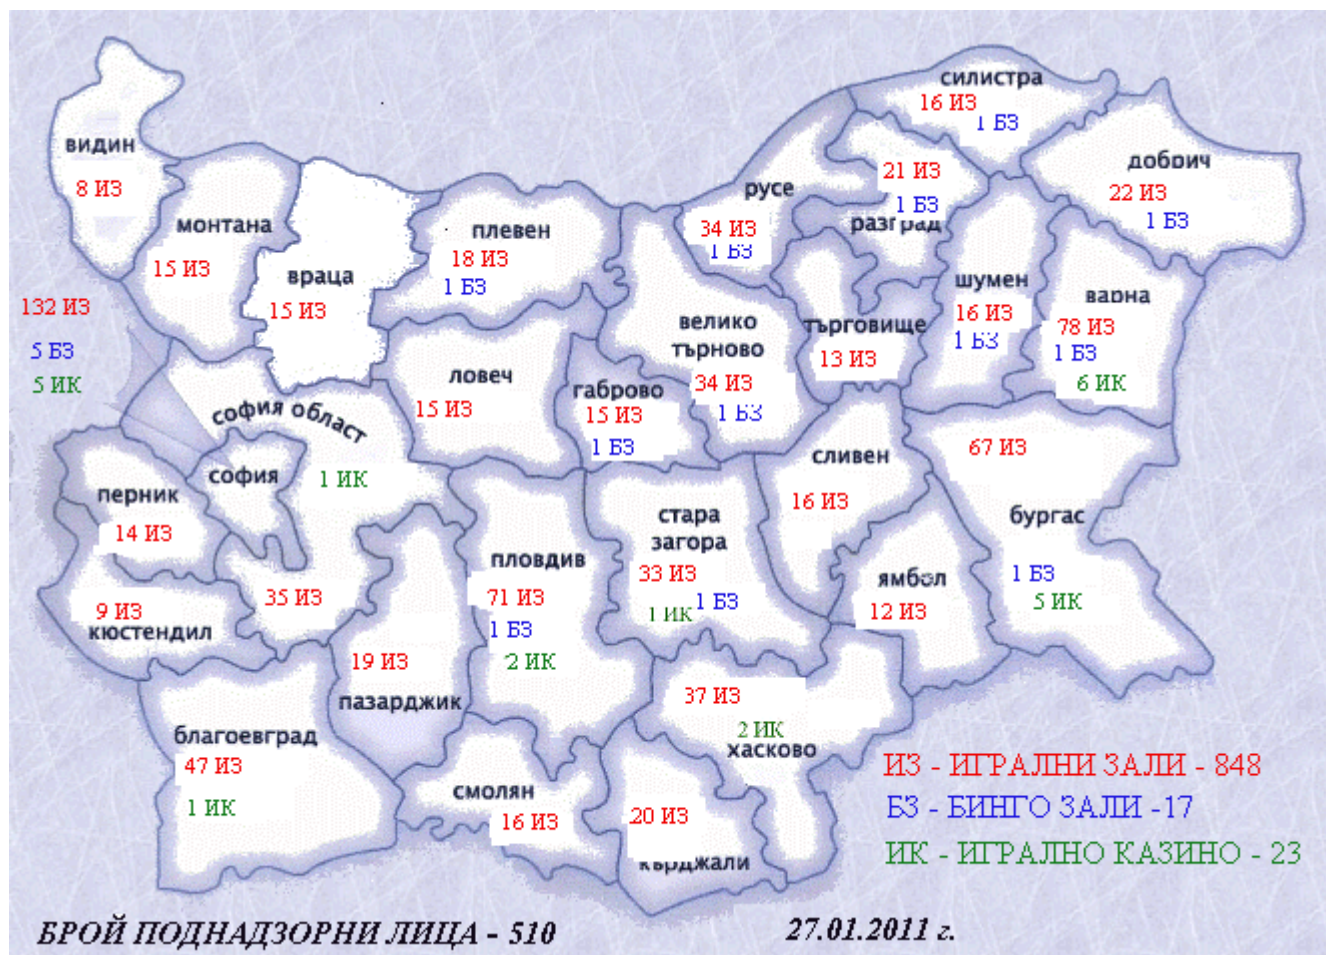 силистра
16 ИЗ
1 БЗ
видин
8 ИЗ
добрич
22 ИЗ
1 БЗ
21 ИЗ
1 БЗ
разград
русе
34 ИЗ
1 БЗ
монтана
15 ИЗ
плевен
18 ИЗ
1 БЗ
враца
15 ИЗ
шумен
16 ИЗ
1 БЗ
варна
78 ИЗ
1 БЗ
6 ИК
132 ИЗ
5 БЗ
5 ИК
велико
търново
34 ИЗ
1 БЗ
търговище
13 ИЗ
ловеч
15 ИЗ
габрово
15 ИЗ
1 БЗ
софия област
1 ИК
35 ИЗ
софия
сливен
16 ИЗ
67 ИЗ
бургас
1 БЗ
5 ИК
перник
14 ИЗ
стара
загора
33 ИЗ
1 ИК
1 БЗ
пловдив
71 ИЗ
1 БЗ
2 ИК
ямбол
12 ИЗ
9 ИЗ
кюстендил
19 ИЗ
пазарджик
37 ИЗ
2 ИК
хасково
благоевград
47 ИЗ
1 ИК
смолян
16 ИЗ
20 ИЗ
кърджали
ИЗ - ИГРАЛНИ ЗАЛИ - 848
БЗ - БИНГО ЗАЛИ -17
ИК - ИГРАЛНО КАЗИНО - 23
БРОЙ ПОДНАДЗОРНИ ЛИЦА - 510
27.01.2011 г.